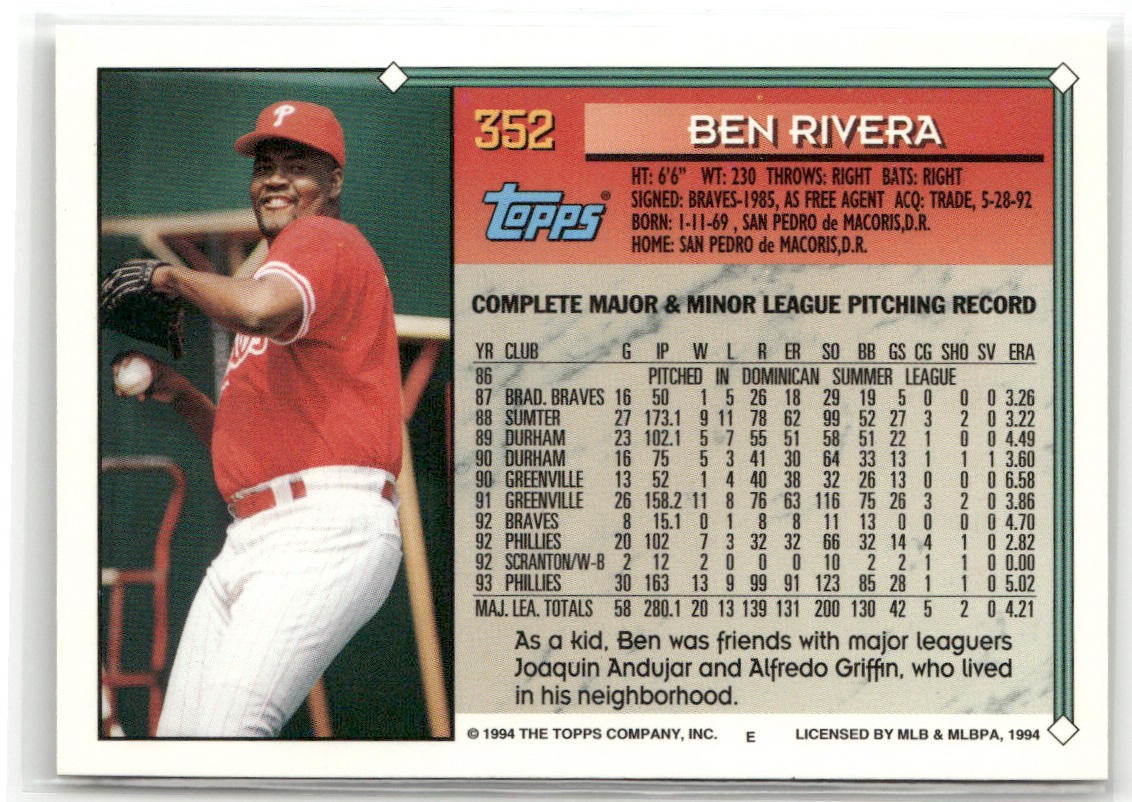 352 BEN RIVERA
P
Topps®
HT: 6'6" WT: 230 THROWS: RIGHT BATS: RIGHT
SIGNED: BRAVES-1985, AS FREE AGENT ACQ: TRADE, 5-28-92
BORN: 1-11-69 , SAN PEDRO de MACORIS,D.R.
HOME: SAN PEDRO de MACORIS,D.R.
COMPLETE MAJOR & MINOR LEAGUE PITCHING RECORD
YR CLUB G IP W L R ER SO BB GS CG SHO SV ERA
86 PITCHED IN DOMINICAN SUMMER LEAGUE
87 BRAD. BRAVES 16 50 1 5 26 18 29 19 5 0 0 0 3.26
88 SUMTER 27 173.1 9 11 78 62 99 52 27 3 2 0 3.22
89 DURHAM 23 102.1 5 7 55 51 58 51 22 1 0 0 4.49
90 DURHAM 16 75 5 3 41 30 64 33 13 1 1 1 3.60
90 GREENVILLE 13 52 1 4 40 38 32 26 13 0 0 0 6.58
91 GREENVILLE 26 158.2 11 8 76 63 116 75 26 3 2 0 3.86
92 BRAVES 8 15.1 0 1 8 8 11 13 0 0 0 0 4.70
92 PHILLIES 20 102 7 3 32 32 66 32 14 4 1 0 2.82
92 SCRANTON/W-B 2 12 2 0 0 0 10 2 2 1 1 0 0.00
93 PHILLIES 30 163 13 9 99 91 123 85 28 1 1 0 5.02
MAJ. LEA. TOTALS 58 280.1 20 13 139 131 200 130 42 5 2 0 4.21
As a kid, Ben was friends with major leaguers
Joaquin Andujar and Alfredo Griffin, who lived
in his neighborhood.
© 1994 THE TOPPS COMPANY, INC. E LICENSED BY MLB & MLBPA, 1994